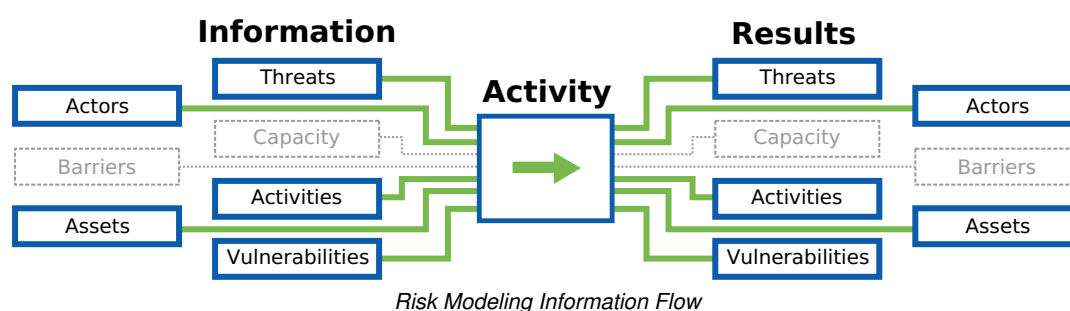 Information
Results
Activity
Threats
Actors
Capacity
Barriers
Activities
Assets
Vulnerabilities
Threats
Actors
Capacity
Barriers
Activities
Assets
Vulnerabilities
Risk Modeling Information Flow